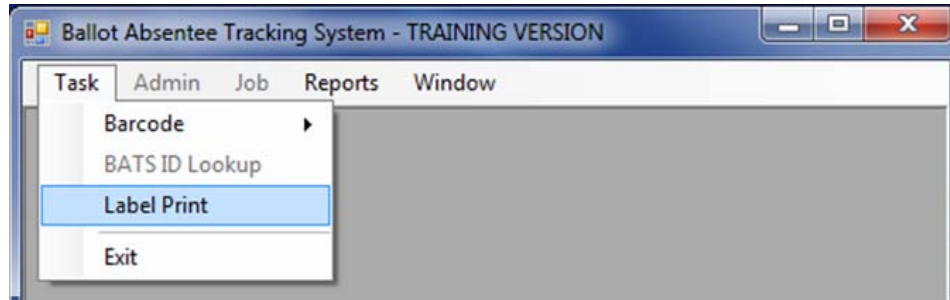 Ballot Absentee Tracking System - TRAINING VERSION
Task Admin Job Reports Window
Barcode
BATS ID Lookup
Label Print
Exit